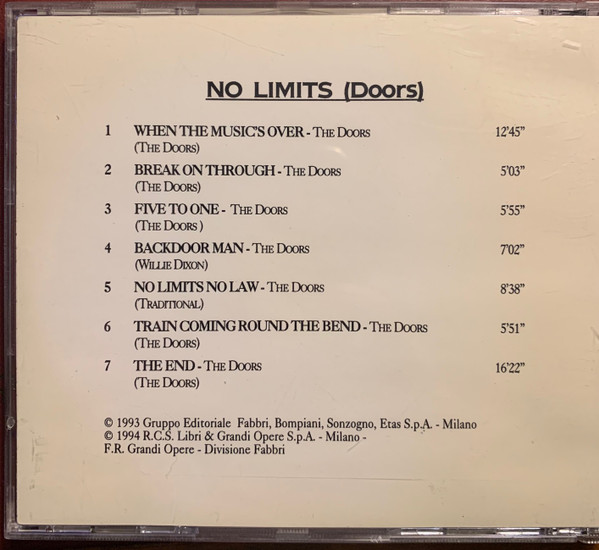 NO LIMITS (Doors)
1 WHEN THE MUSIC'S OVER - THE DOORS 12'45"
(THE DOORS)
2 BREAK ON THROUGH - THE DOORS 5'03"
(THE DOORS)
3 FIVE TO ONE - THE DOORS 5'55"
(THE DOORS )
4 BACKDOOR MAN - THE DOORS 7'02"
(WILLIE DIXON)
5 NO LIMITS NO LAW - THE DOORS 8'38"
(TRADITIONAL)
6 TRAIN COMING ROUND THE BEND - THE DOORS 5'51"
(THE DOORS)
7 THE END - THE DOORS 16'22"
(THE DOORS)
© 1993 Gruppo Editoriale Fabbri, Bompiani, Sonzogno, Etas S.p.A. - Milano
© 1994 R.C.S. Libri & Grandi Opere S.p.A. - Milano -
F.R. Grandi Opere - Divisione Fabbri